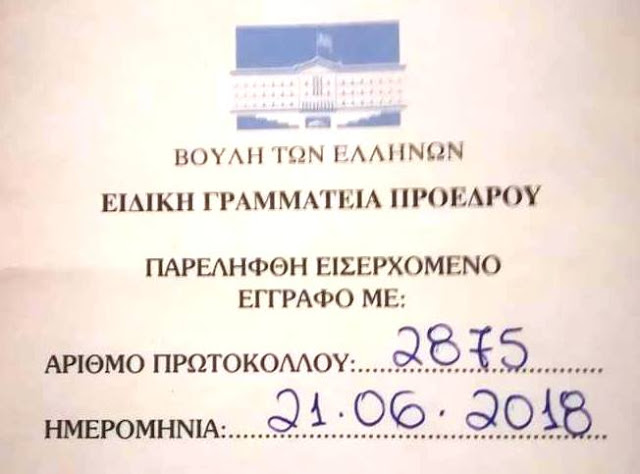 ΒΟΥΛΗ ΤΩΝ ΕΛΛΗΝΩΝ
ΕΙΔΙΚΗ ΓΡΑΜΜΑΤΕΙΑ ΠΡΟΕΔΡΟΥ
ΠΑΡΕΛΗΦΘΗ ΕΙΣΕΡΧΟΜΕΝΟ
ΕΓΓΡΑΦΟ ΜΕ:
ΑΡΙΘΜΟ ΠΡΩΤΟΚΟΛΛΟΥ: 2875
ΗΜΕΡΟΜΗΝΙΑ: 21.06.2018